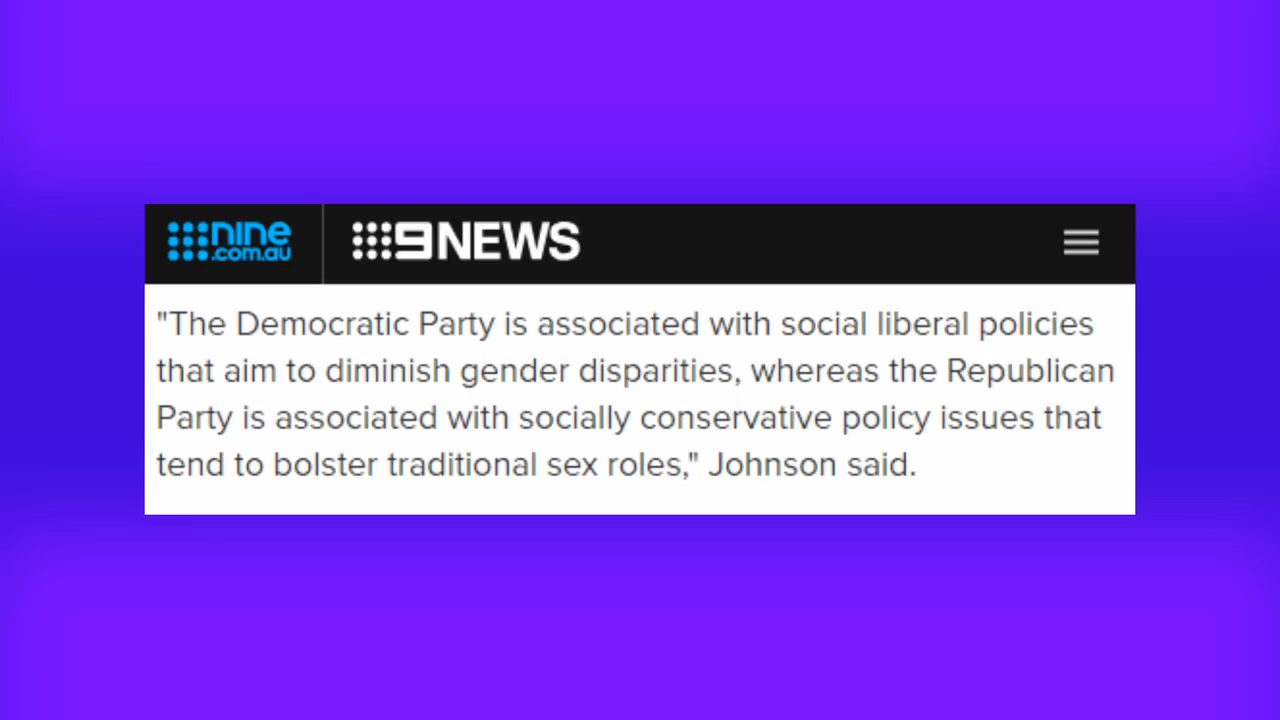 nine.com.au
9NEWS
"The Democratic Party is associated with social liberal policies
that aim to diminish gender disparities, whereas the Republican
Party is associated with socially conservative policy issues that
tend to bolster traditional sex roles," Johnson said.